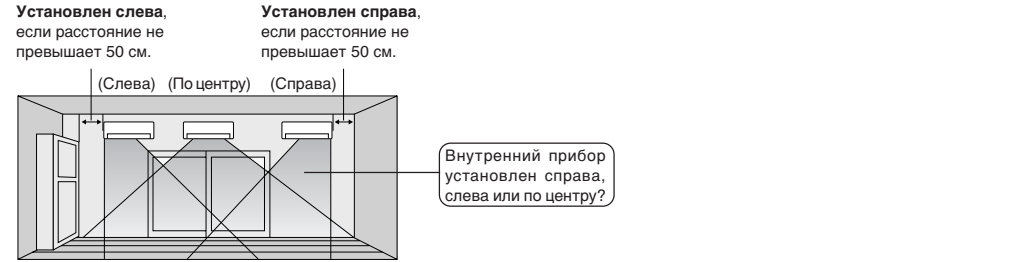 Установлен слева,
если расстояние не
превышает 50 см.
Установлен справа,
если расстояние не
превышает 50 см.
(Слева) (По центру) (Справа)
Внутренний прибор
установлен справа,
слева или по центру?